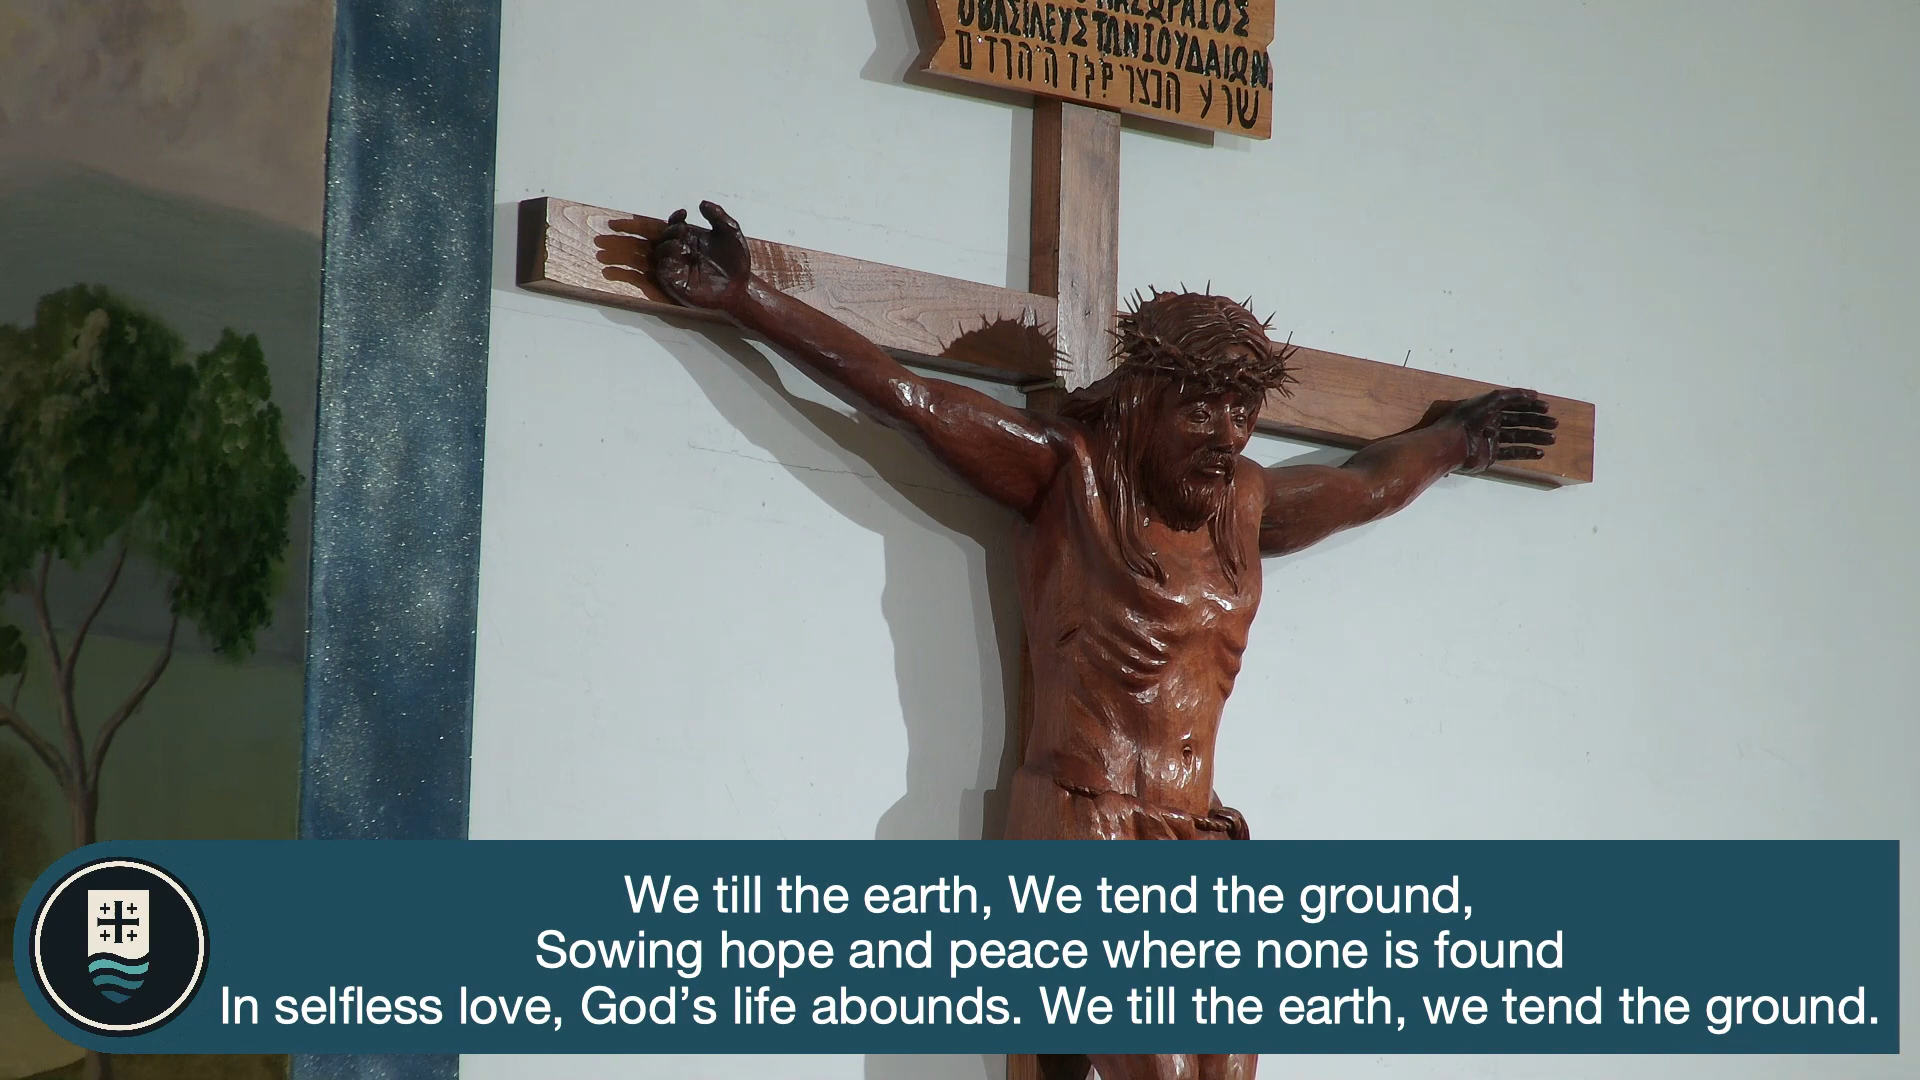 ΟΒΑΣΙΛΕΥΣ ΤΩΝ ΙΟΥΔΑΙΩΝ
We till the earth, We tend the ground,
Sowing hope and peace where none is found
In selfless love, God’s life abounds. We till the earth, we tend the ground.